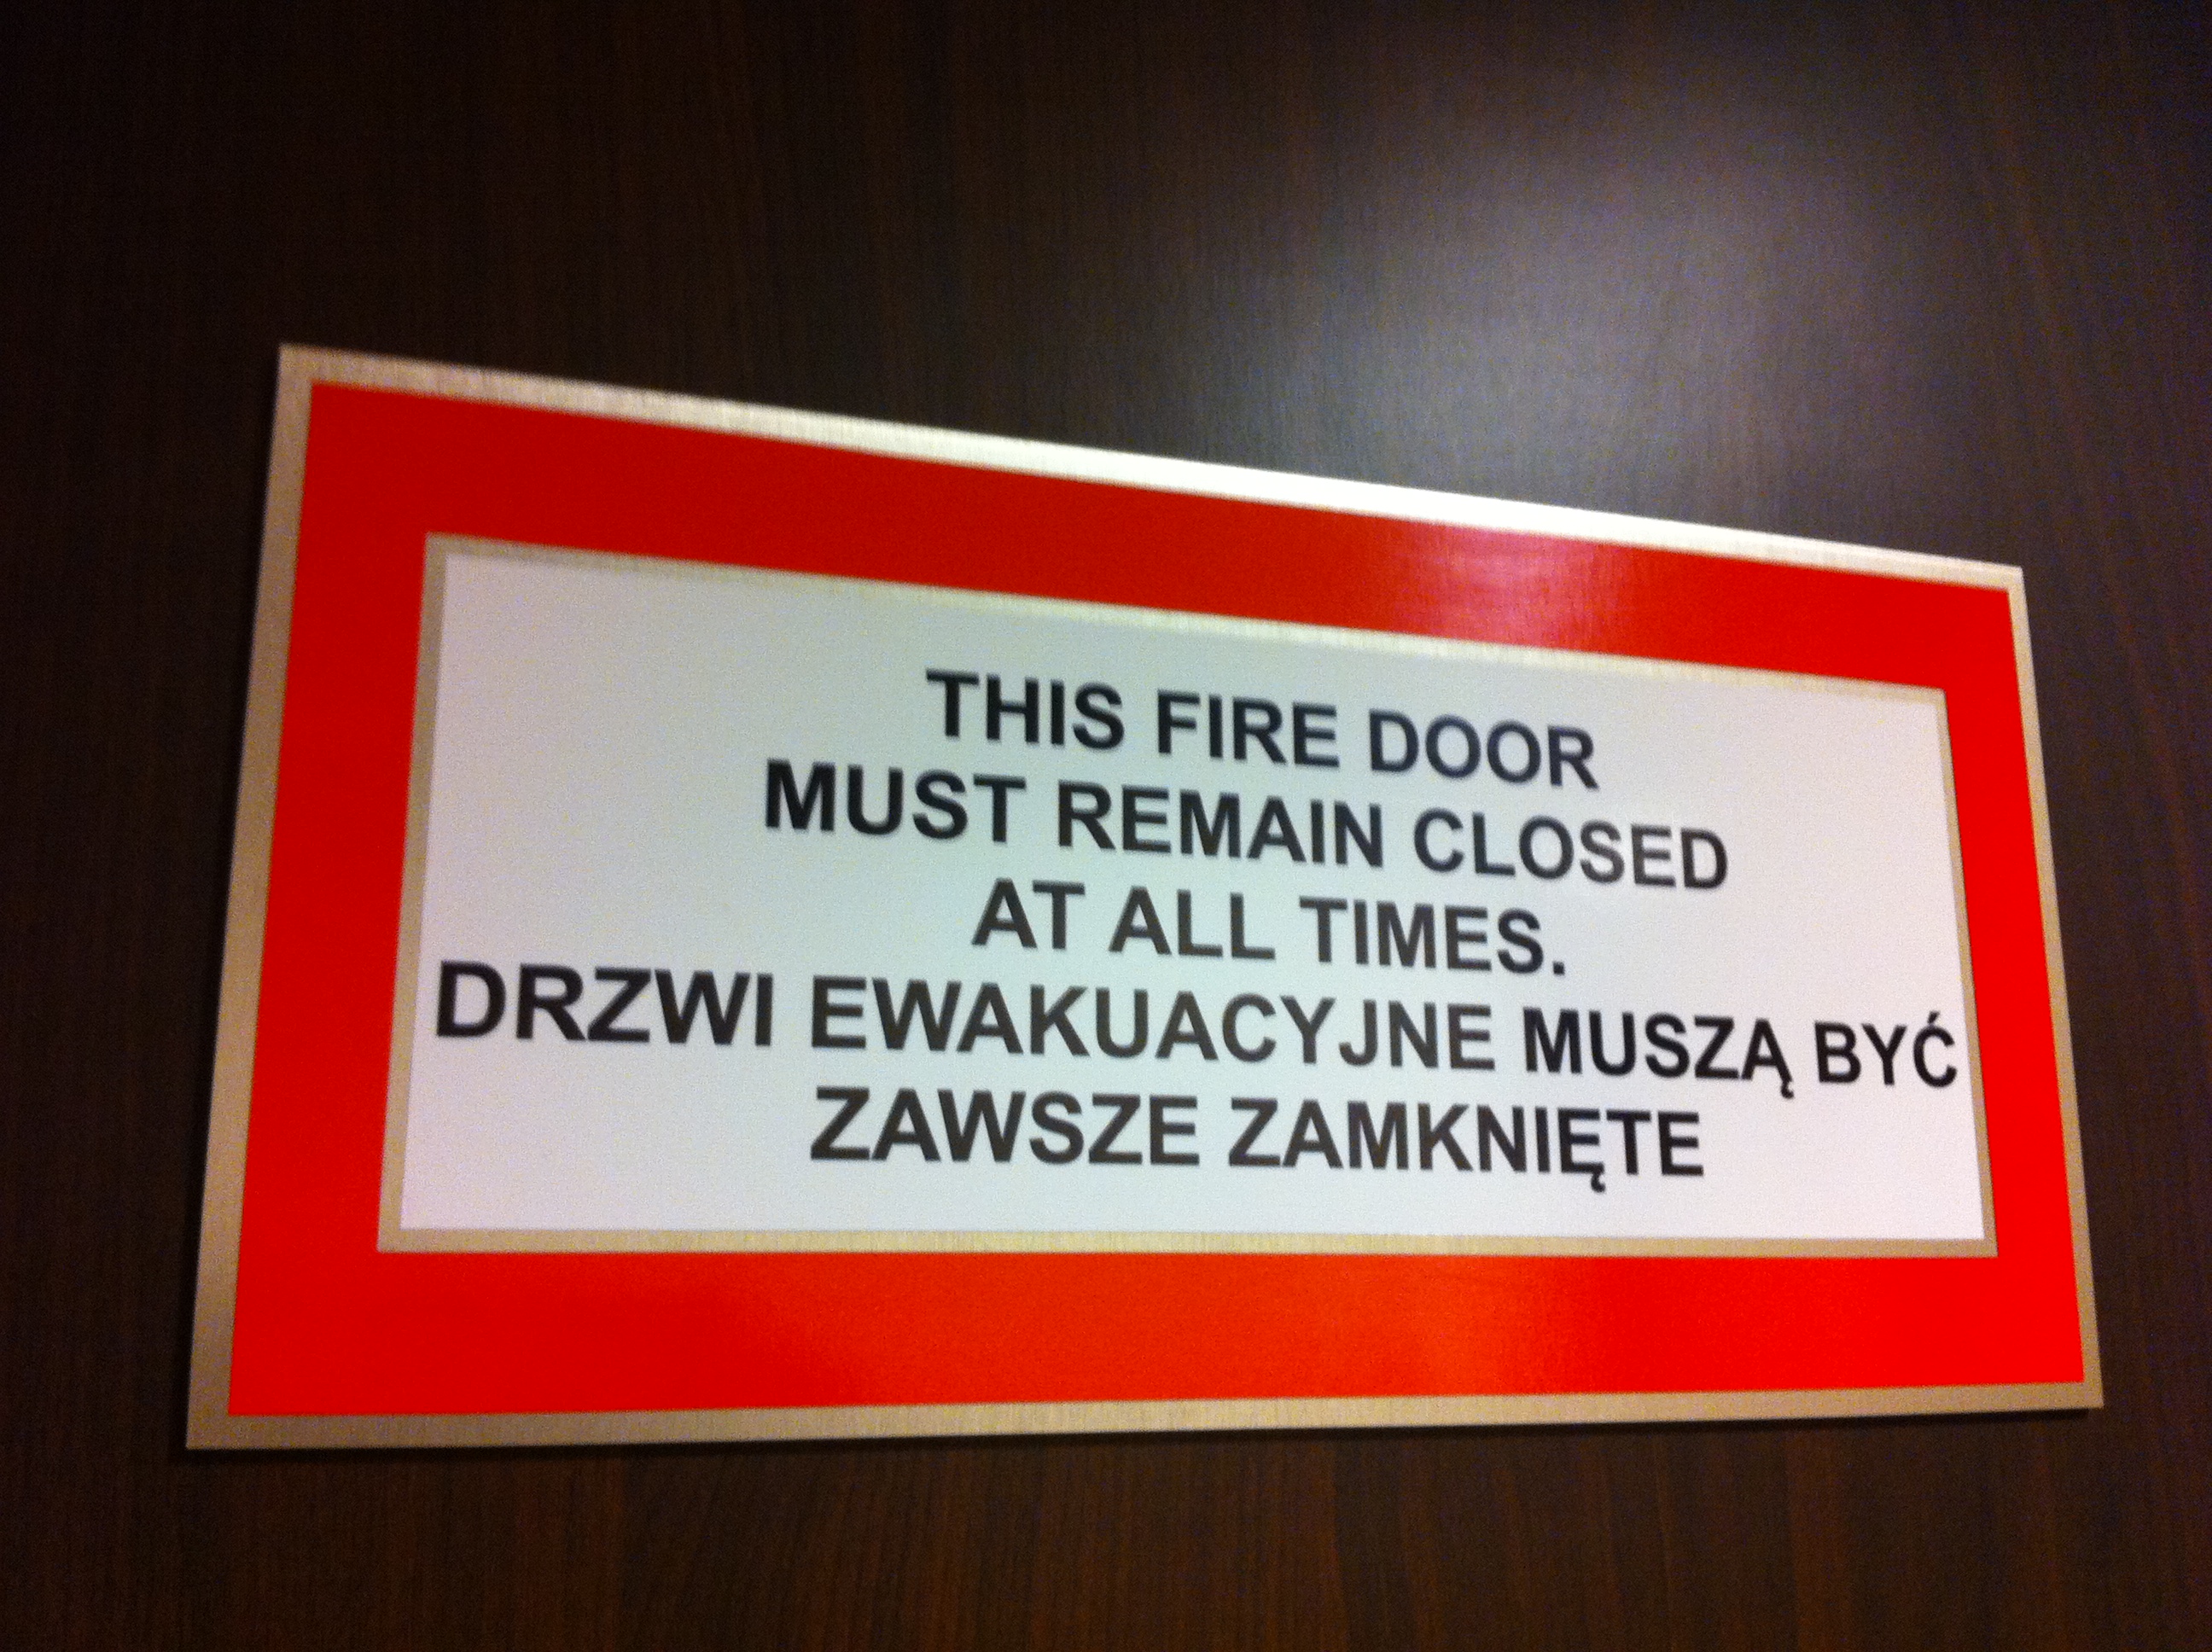 THIS FIRE DOOR
MUST REMAIN CLOSED
AT ALL TIMES.
DRZWI EWAKUACYJNE MUSZĄ BYĆ
ZAWSZE ZAMKNIĘTE